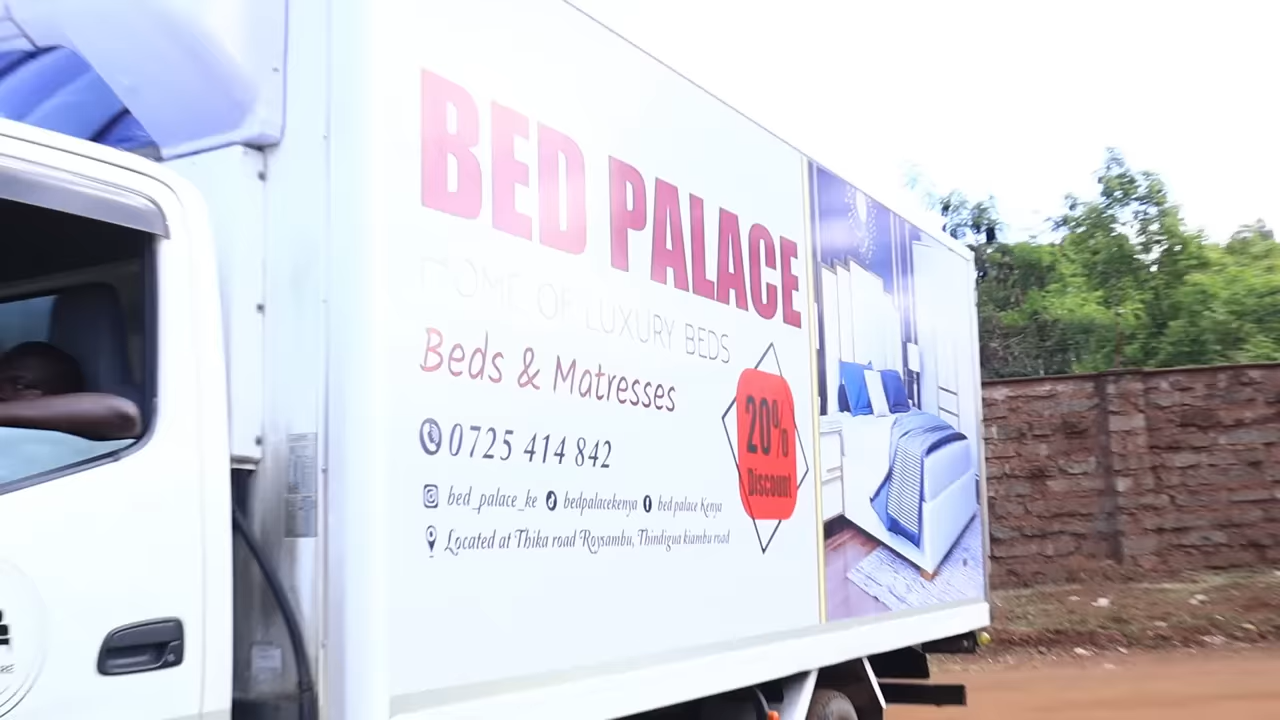 BED PALACE
HOME OF LUXURY BEDS
Beds & Matresses
0725 414 842
bed_palace_ke bedpalacekenya bed palace Kenya
Located at Thika road Roysambu, Thindigua kiambu road
20%
Discount